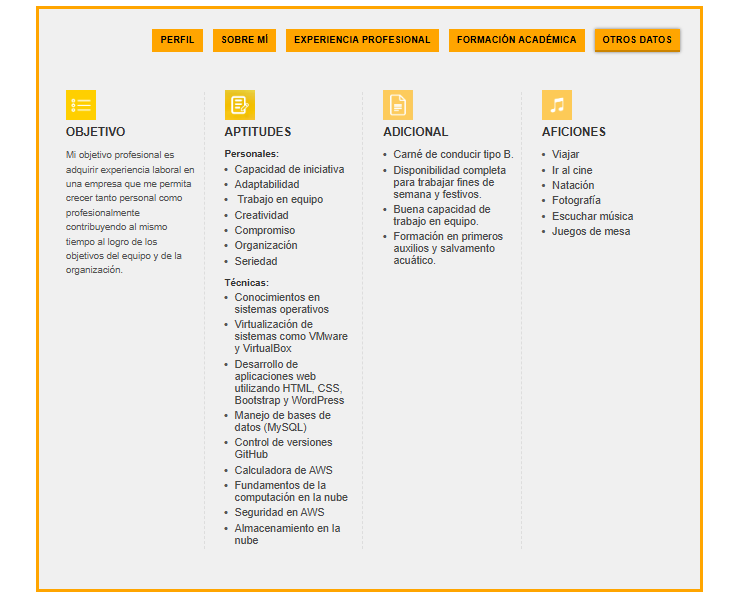 PERFIL
SOBRE MÍ
EXPERIENCIA PROFESIONAL
FORMACIÓN ACADÉMICA
OTROS DATOS
OBJETIVO
Mi objetivo profesional es
adquirir experiencia laboral en
una empresa que me permita
crecer tanto personal como
profesionalmente
contribuyendo al mismo
tiempo al logro de los
objetivos del equipo y de la
organización.
APTITUDES
Personales:
• Capacidad de iniciativa
• Adaptabilidad
• Trabajo en equipo
• Creatividad
• Compromiso
• Organización
• Seriedad
Técnicas:
• Conocimientos en
sistemas operativos
• Virtualización de
sistemas como VMware
y VirtualBox
• Desarrollo de
aplicaciones web
utilizando HTML, CSS,
Bootstrap y WordPress
• Manejo de bases de
datos (MySQL)
• Control de versiones
GitHub
• Calculadora de AWS
• Fundamentos de la
computación en la nube
• Seguridad en AWS
• Almacenamiento en la
nube
ADICIONAL
• Carné de conducir tipo B.
• Disponibilidad completa
para trabajar fines de
semana y festivos.
• Buena capacidad de
trabajo en equipo.
• Formación en primeros
auxilios y salvamento
acuático.
AFICIONES
• Viajar
• Ir al cine
• Natación
• Fotografía
• Escuchar música
• Juegos de mesa